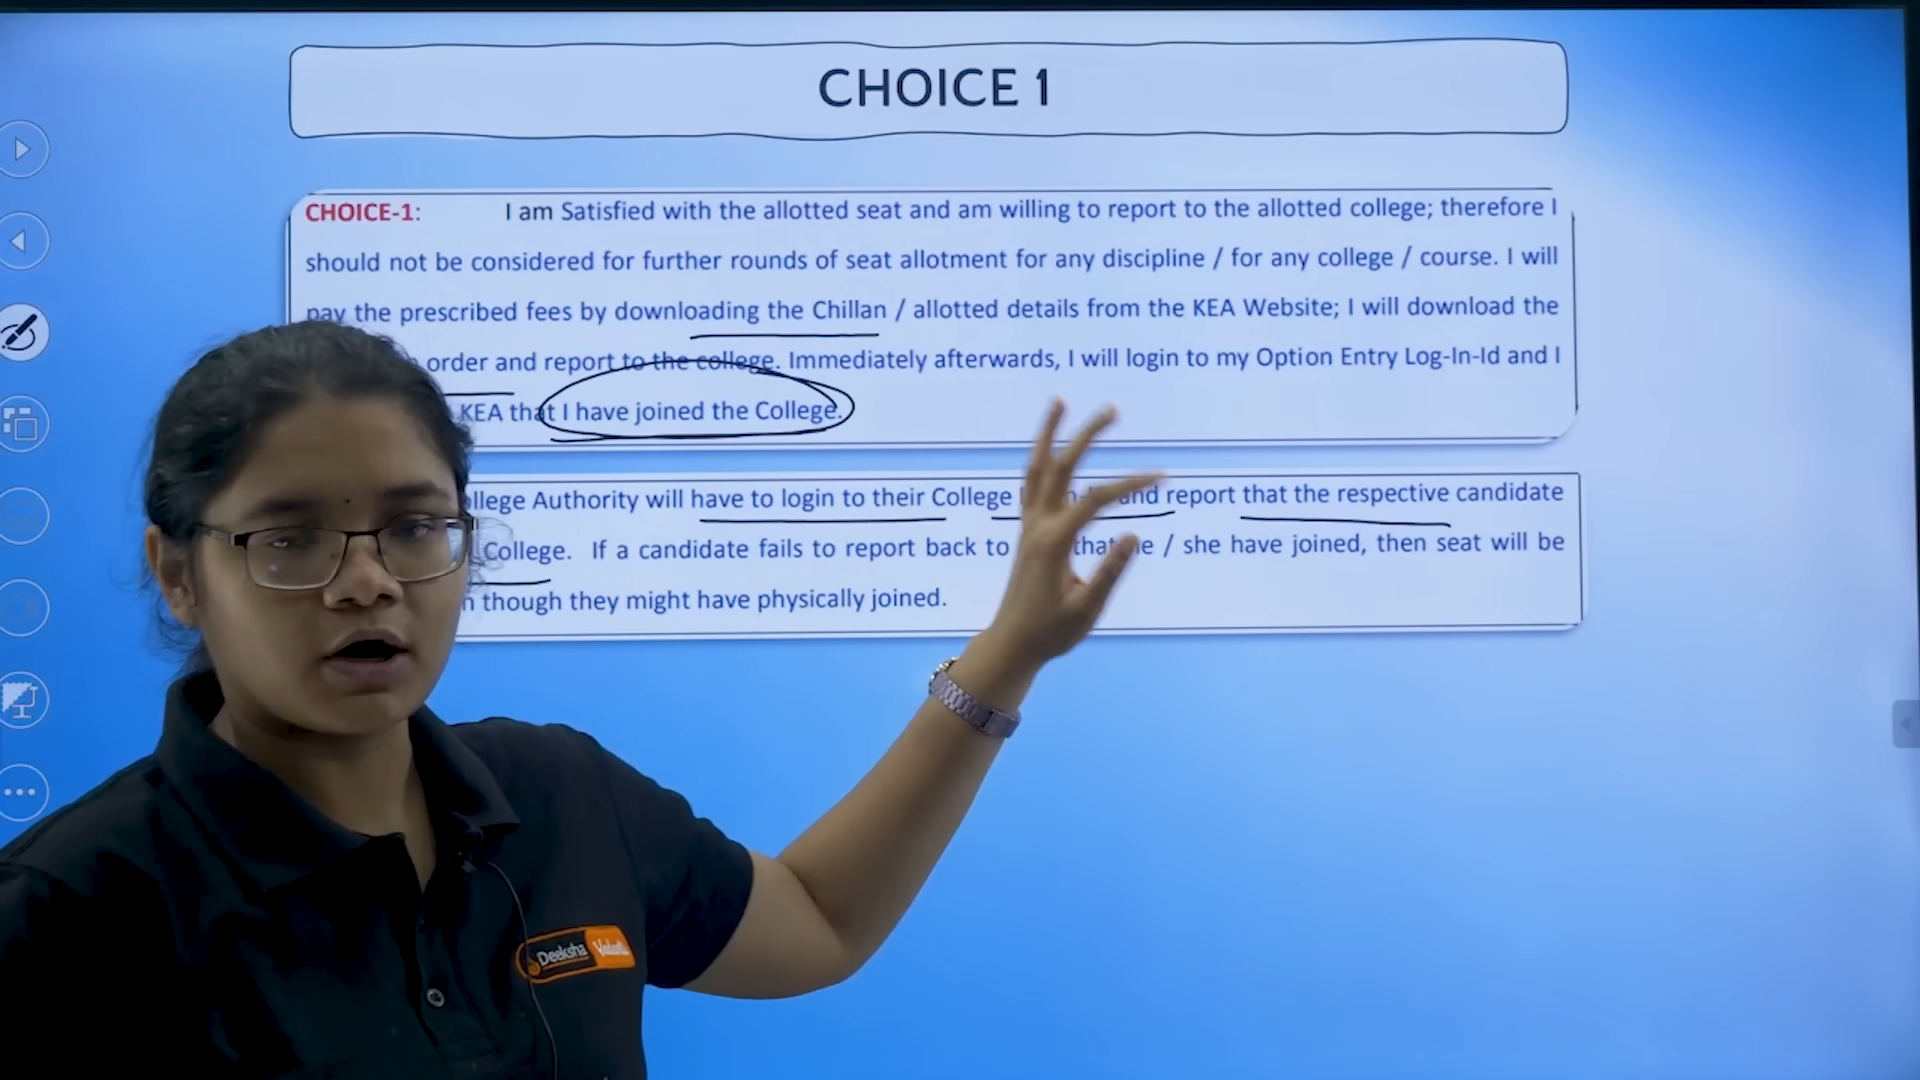 CHOICE 1
CHOICE-1: I am Satisfied with the allotted seat and am willing to report to the allotted college; therefore I
should not be considered for further rounds of seat allotment for any discipline / for any college / course. I will
pay the prescribed fees by downloading the Chillan / allotted details from the KEA Website; I will download the
order and report to the college. Immediately afterwards, I will login to my Option Entry Log-In-Id and I
KEA that I have joined the College.
Authority will have to login to their College and report that the respective candidate
College. If a candidate fails to report back to that / she have joined, then seat will be
though they might have physically joined.
Deeksha